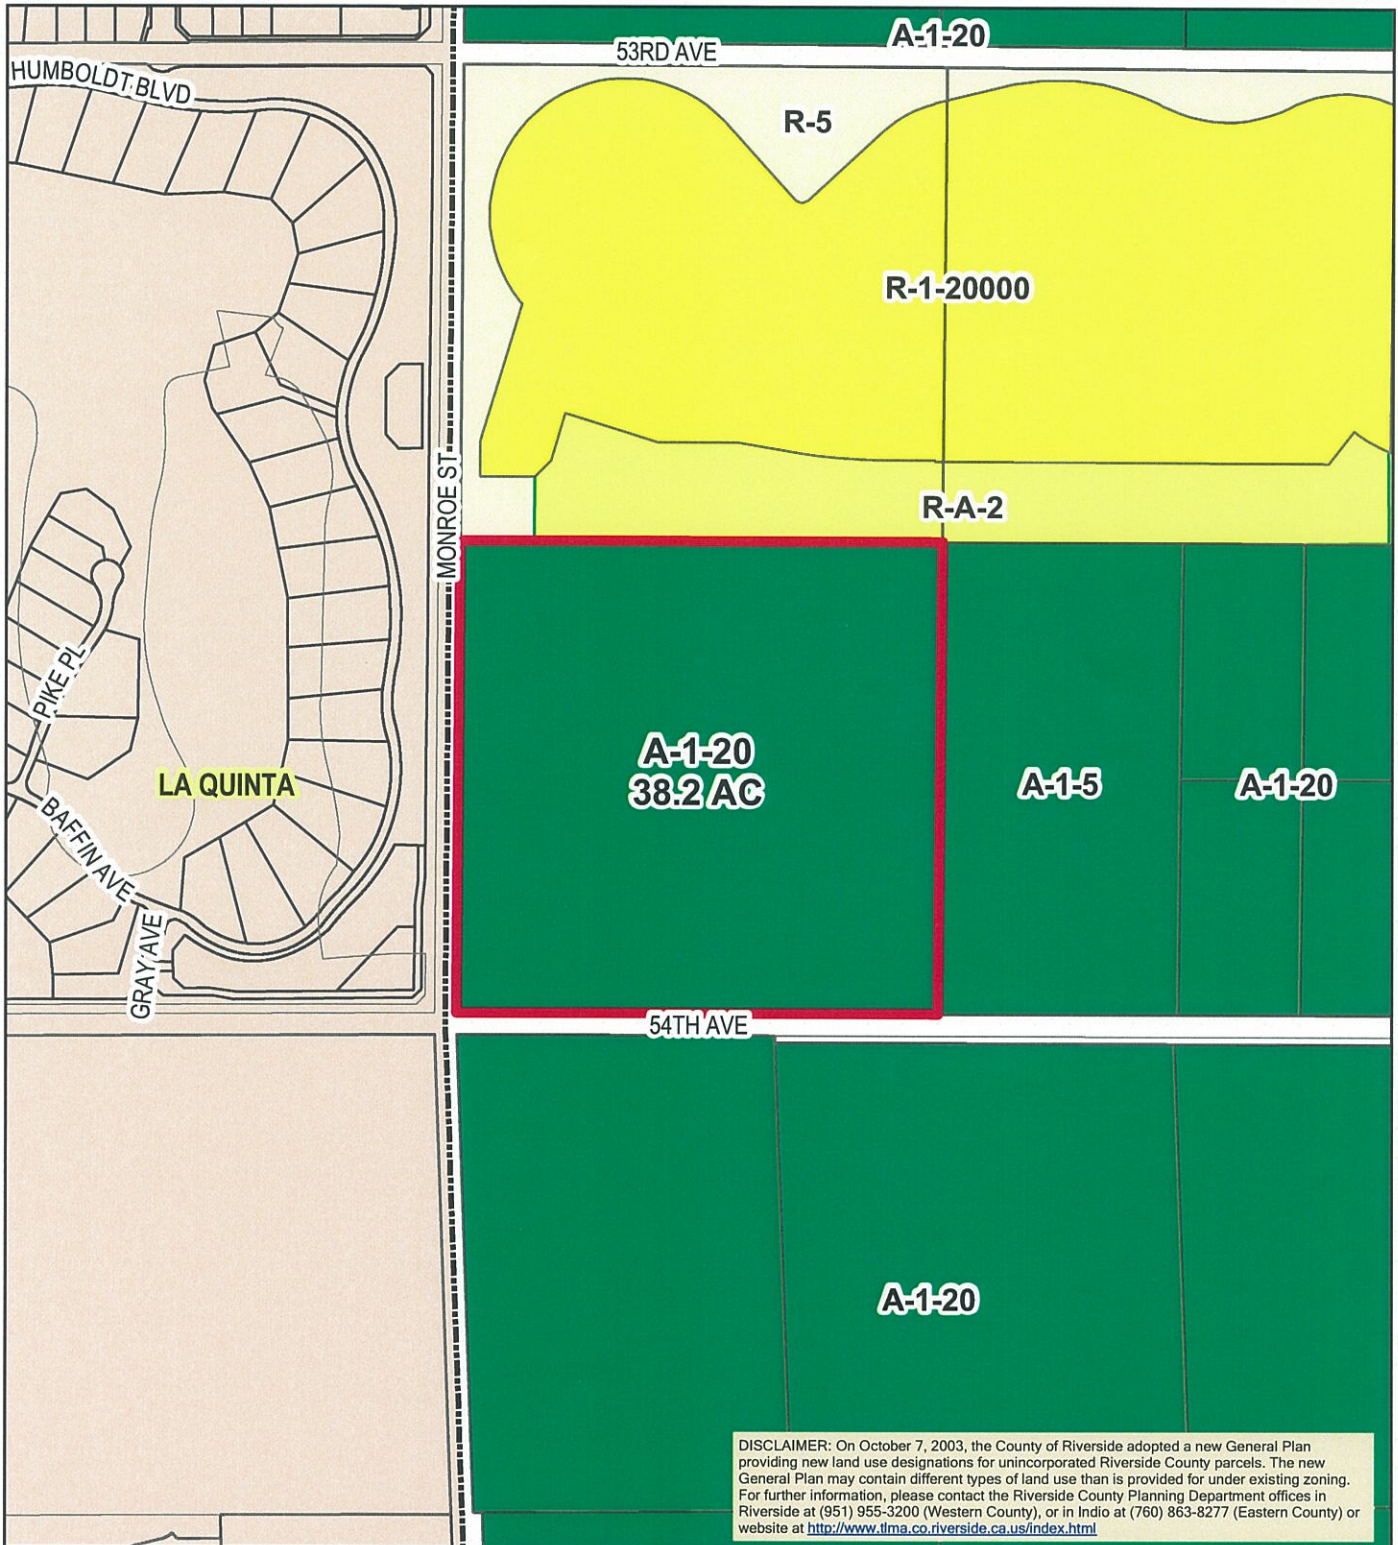 A-1-20
53RD AVE
HUMBOLDT BLVD
R-5
R-1-20000
MONROE ST
R-A-2
PIKE PL
A-1-20
38.2 AC
LA QUINTA
A-1-5
A-1-20
BAFFIN AVE
GRAY AVE
54TH AVE
A-1-20
DISCLAIMER: On October 7, 2003, the County of Riverside adopted a new General Plan
providing new land use designations for unincorporated Riverside County parcels. The new
General Plan may contain different types of land use than is provided for under existing zoning.
For further information, please contact the Riverside County Planning Department offices in
Riverside at (951) 955-3200 (Western County), or in Indio at (760) 863-8277 (Eastern County) or
website at http://www.tlma.co.riverside.ca.us/index.html